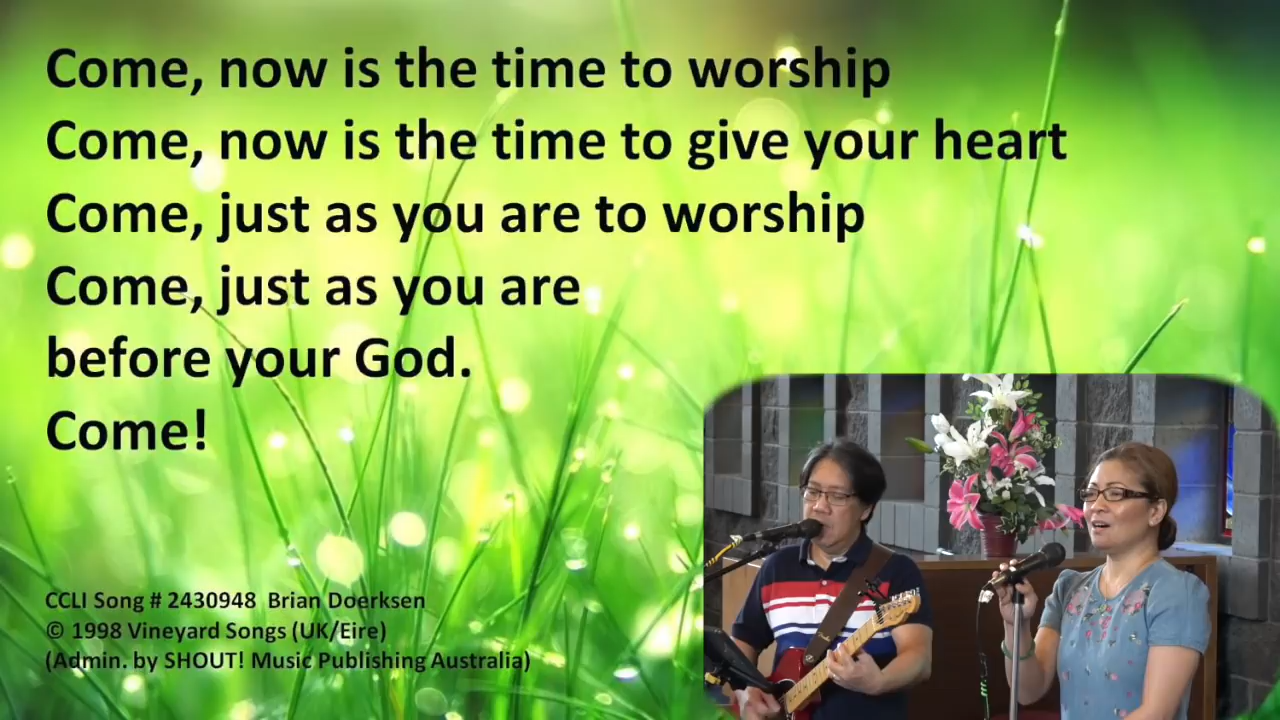 Come, now is the time to worship
Come, now is the time to give your heart
Come, just as you are to worship
Come, just as you are
before your God.
Come!
CCLI Song # 2430948  Brian Doerksen
© 1998 Vineyard Songs (UK/Eire)
(Admin. by SHOUT! Music Publishing Australia)